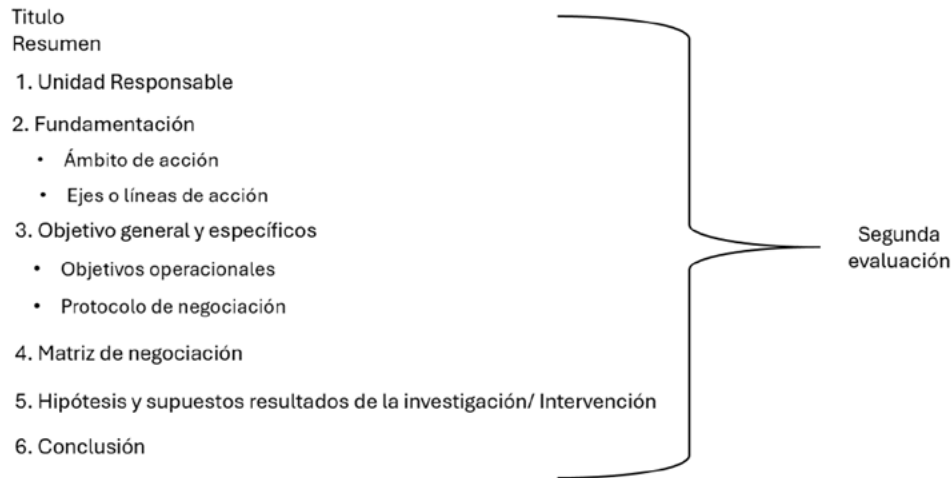 Titulo
Resumen
1. Unidad Responsable
2. Fundamentación
• Ámbito de acción
• Ejes o líneas de acción
3. Objetivo general y específicos
• Objetivos operacionales
• Protocolo de negociación
4. Matriz de negociación
5. Hipótesis y supuestos resultados de la investigación/ Intervención
6. Conclusión
Segunda
evaluación